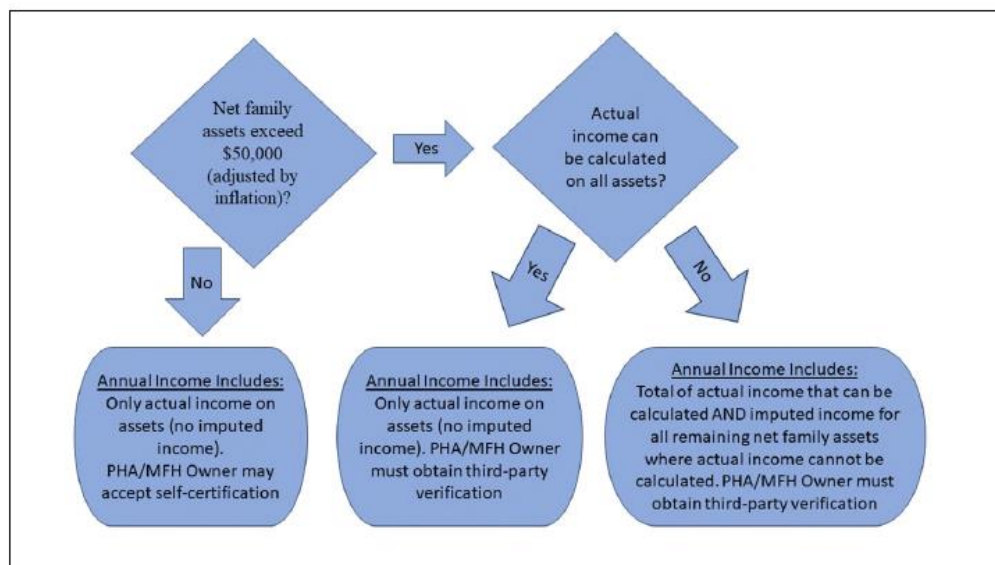 Net family
assets exceed
$50,000
(adjusted by
inflation)?
Yes
Actual
income can
be calculated
on all assets?
No
Yes
No
Annual Income Includes:
Only actual income on
assets (no imputed
income).
PHA/MFH Owner may
accept self-certification
Annual Income Includes:
Only actual income on
assets (no imputed
income). PHA/MFH Owner
must obtain third-party
verification
Annual Income Includes:
Total of actual income that can be
calculated AND imputed income for
all remaining net family assets
where actual income cannot be
calculated. PHA/MFH Owner must
obtain third-party verification